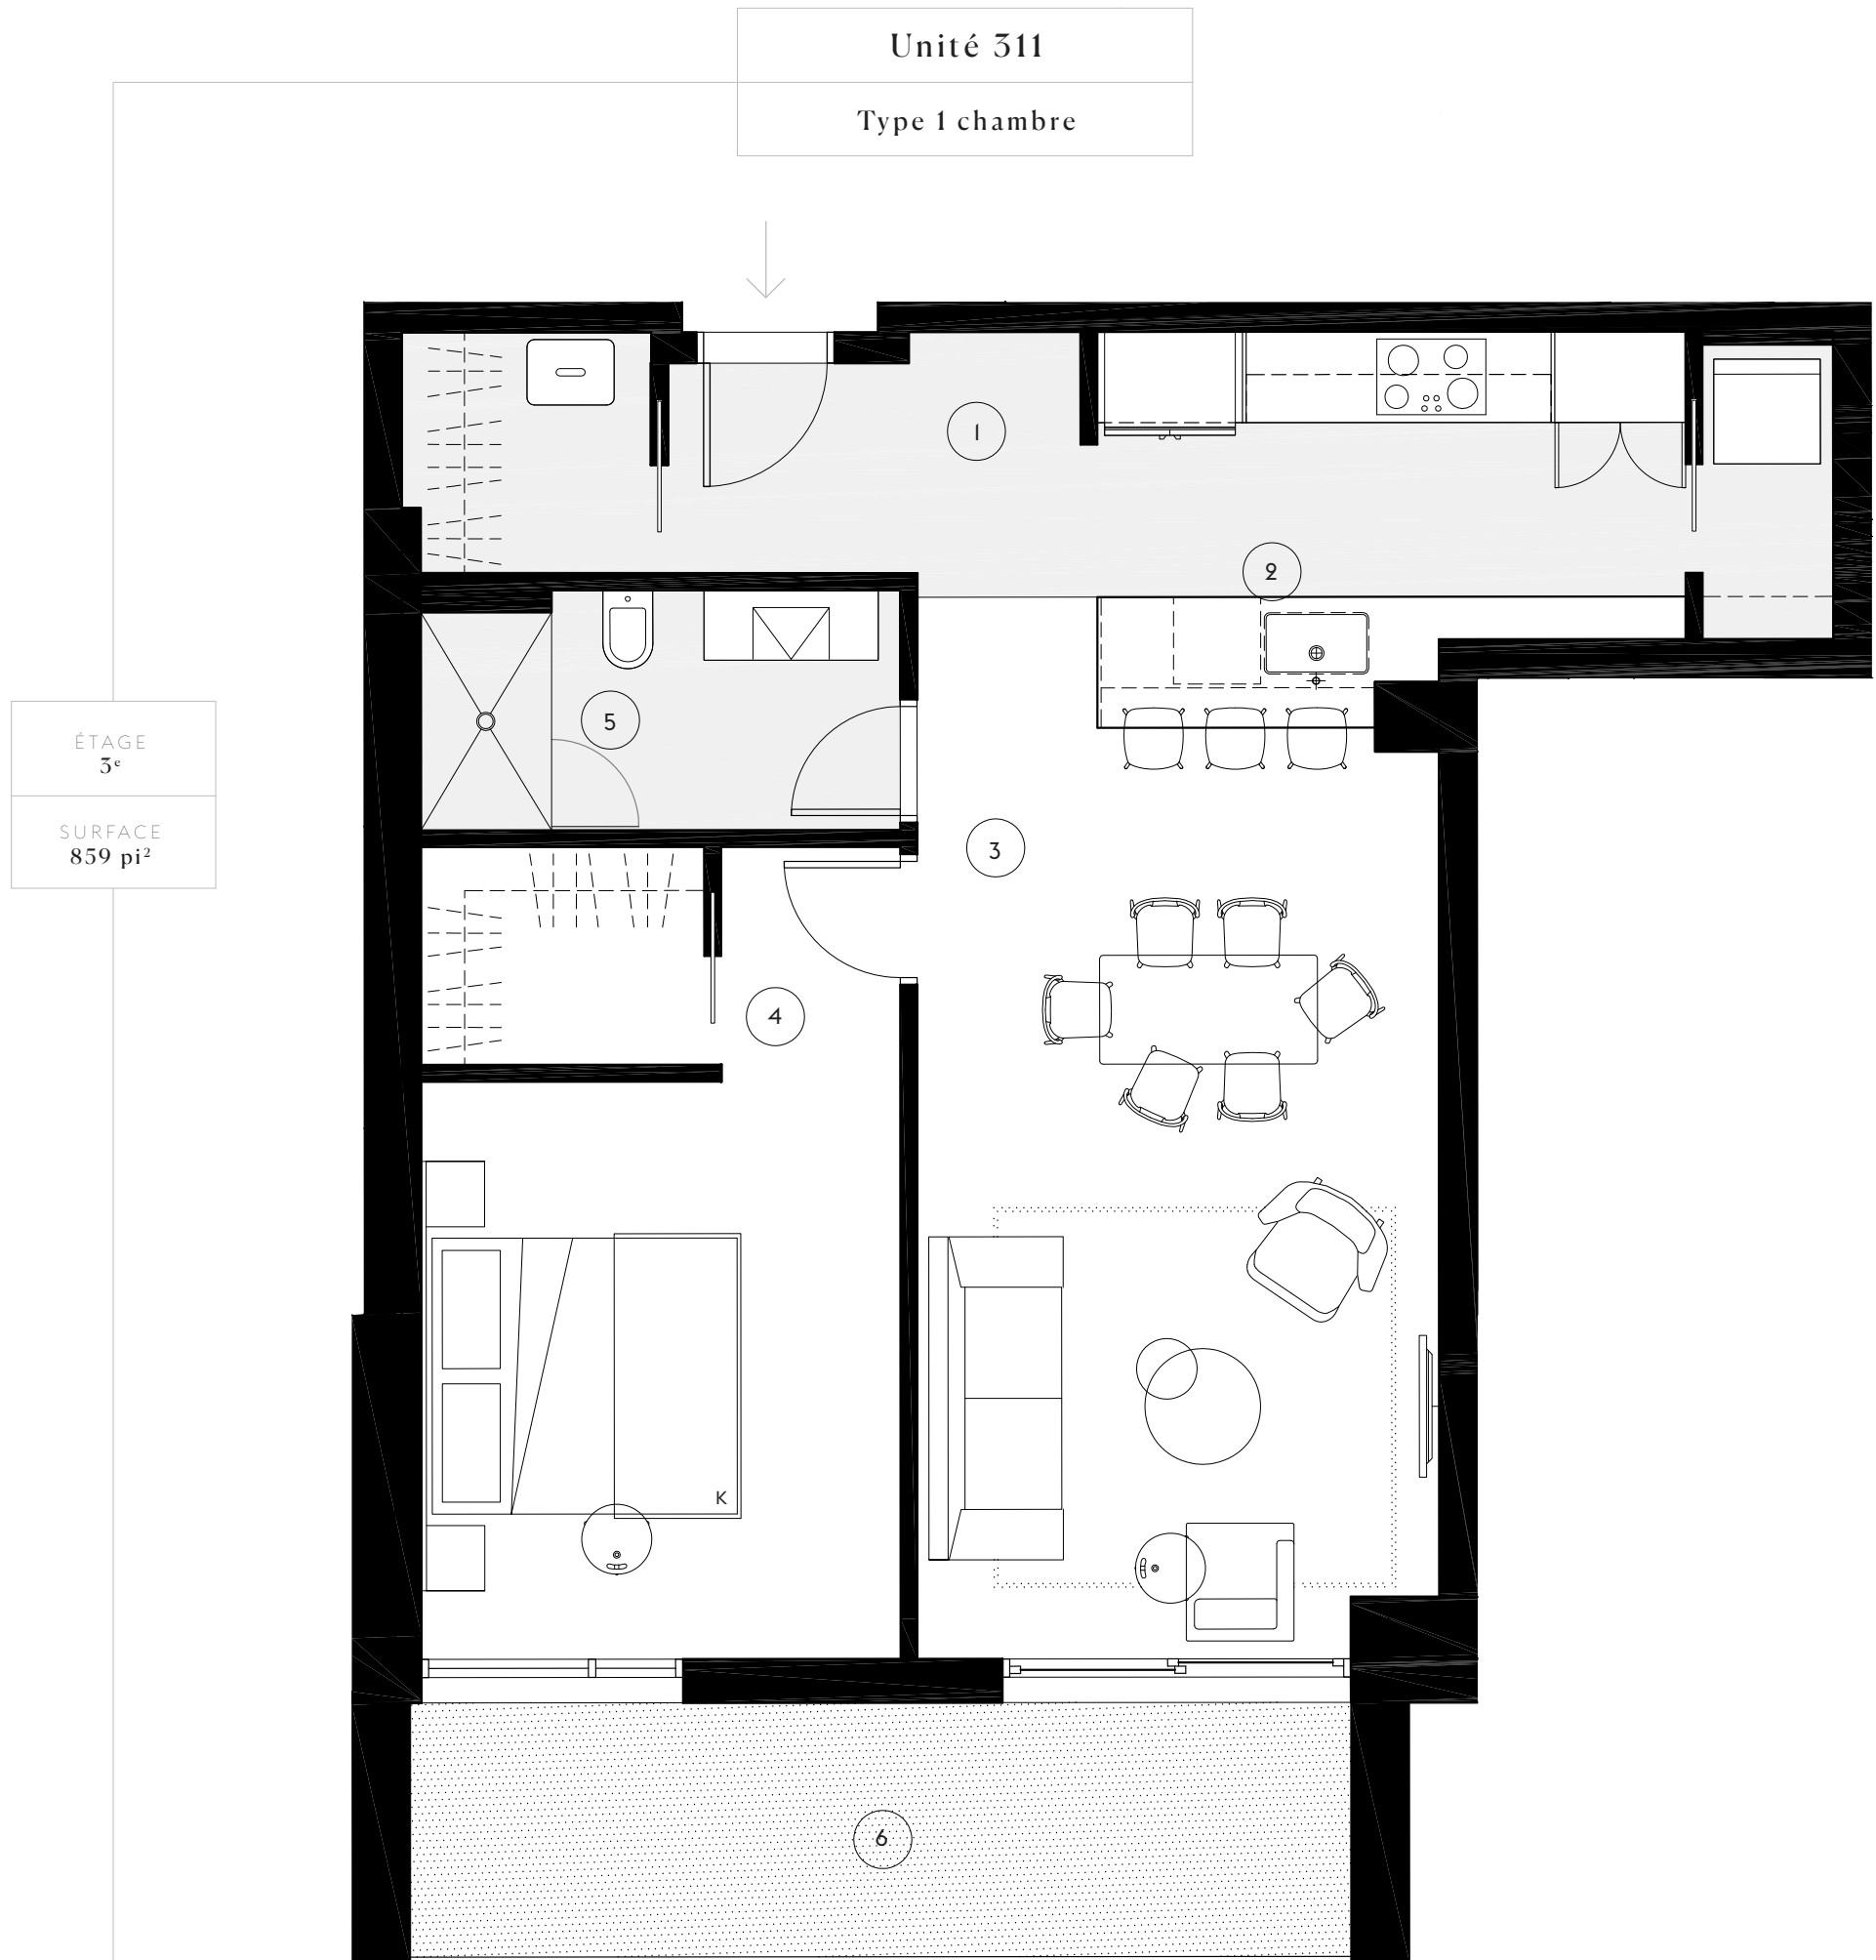 Unité 311
Type 1 chambre
1
2
5
ÉTAGE
3e
SURFACE
859 pi²
3
4
K
6